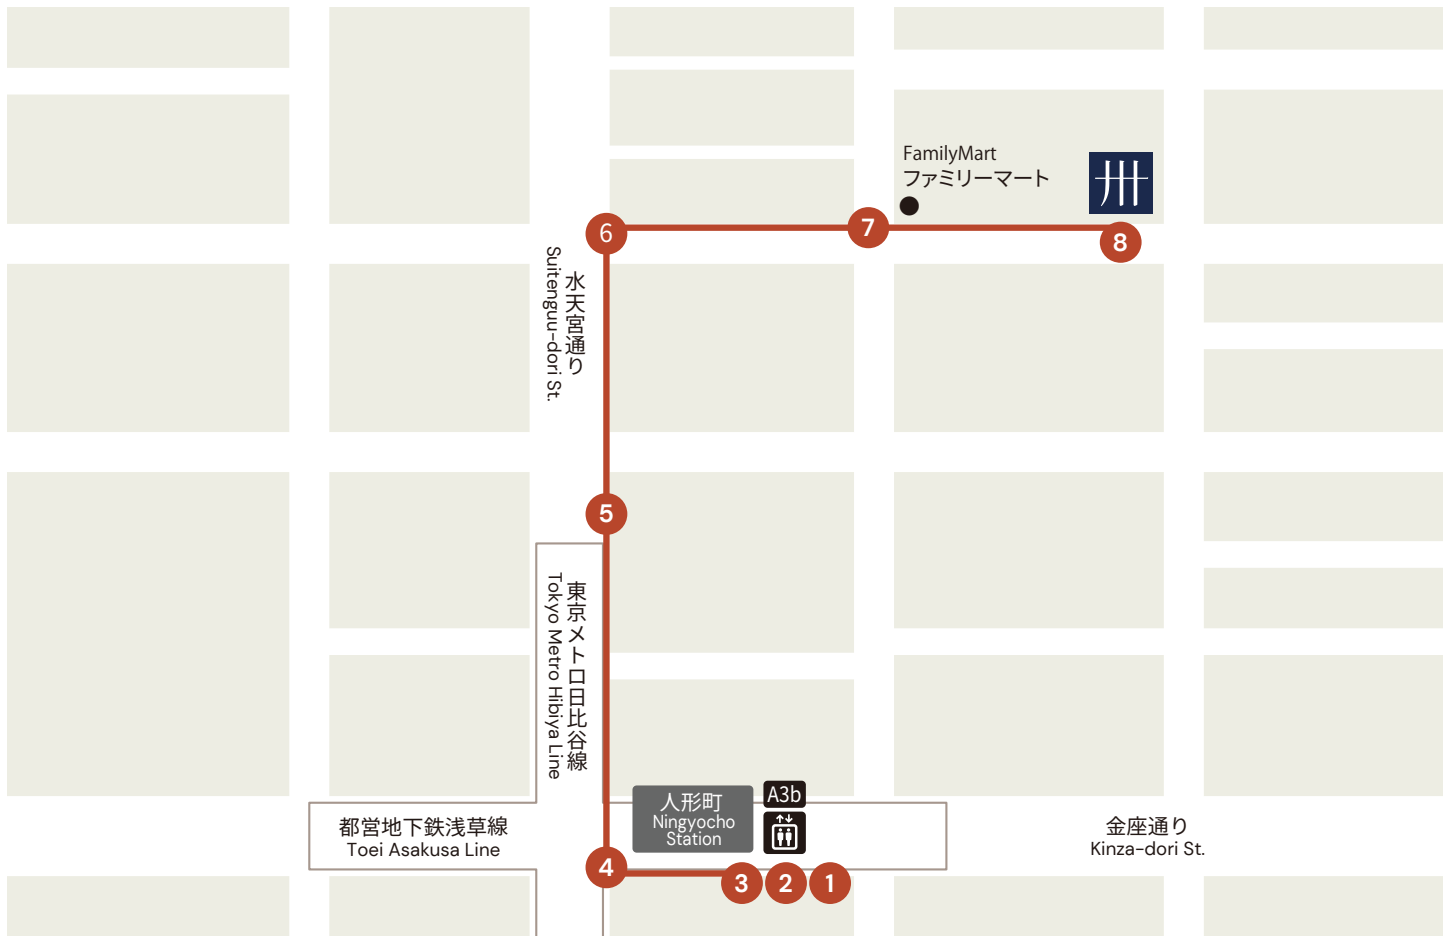 FamilyMart
ファミリーマート
卅
6
7
8
水天宮通り
Suitenguu-dori St.
5
東京メトロ日比谷線
Tokyo Metro Hibiya Line
人形町
Ningyocho
Station
A3b
都営地下鉄浅草線
Toei Asakusa Line
金座通り
Kinza-dori St.
4
3
2
1